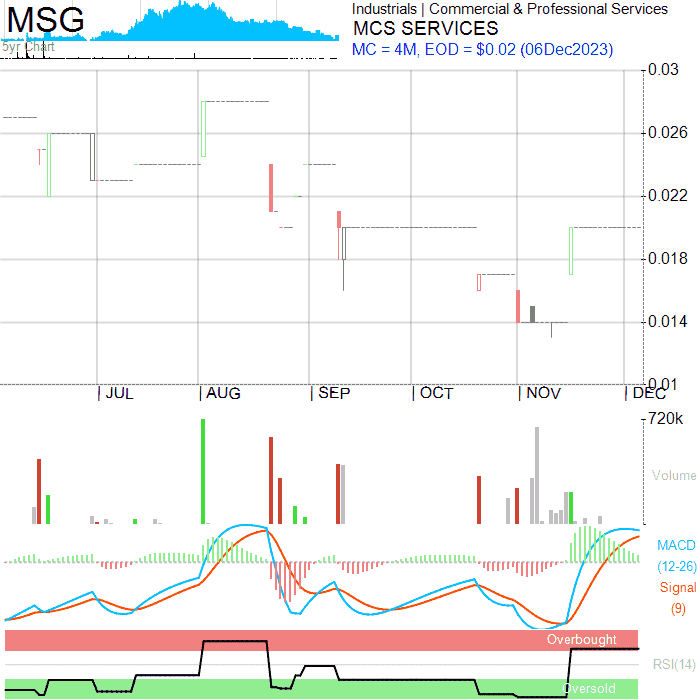 MSG
5yr Chart
Industrials | Commercial & Professional Services
MCS SERVICES
MC = 4M, EOD = $0.02 (06Dec2023)
0.03
0.026
0.022
0.018
0.014
0.01
| JUL | AUG | SEP | OCT | NOV | DEC
720k
Volume
MACD
(12-26)
Signal
(9)
Overbought
RSI(14)
Oversold